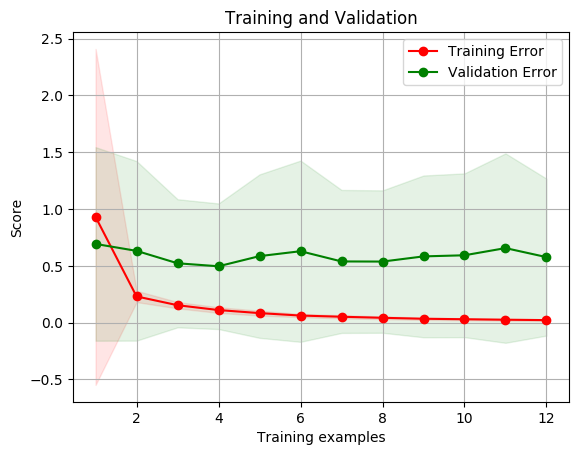 Training and Validation
Training Error
Validation Error
2.5
2.0
1.5
1.0
0.5
0.0
−0.5
Score
2
4
6
8
10
12
Training examples